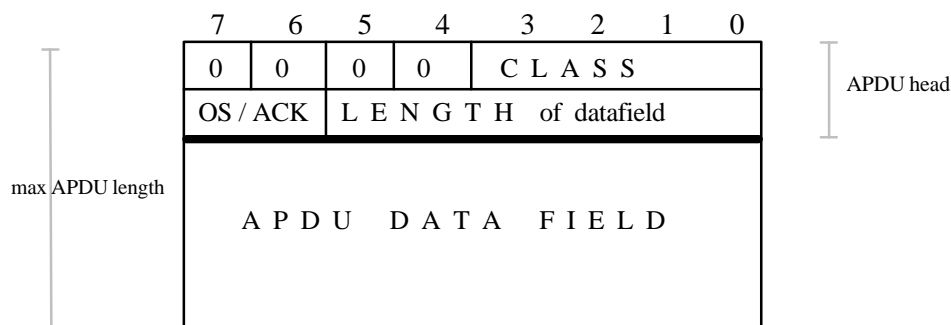 7 6 5 4 3 2 1 0
0 0 0 0 C L A S S
APDU head
OS / ACK L E N G T H of datafield
max APDU length
A P D U D A T A F I E L D